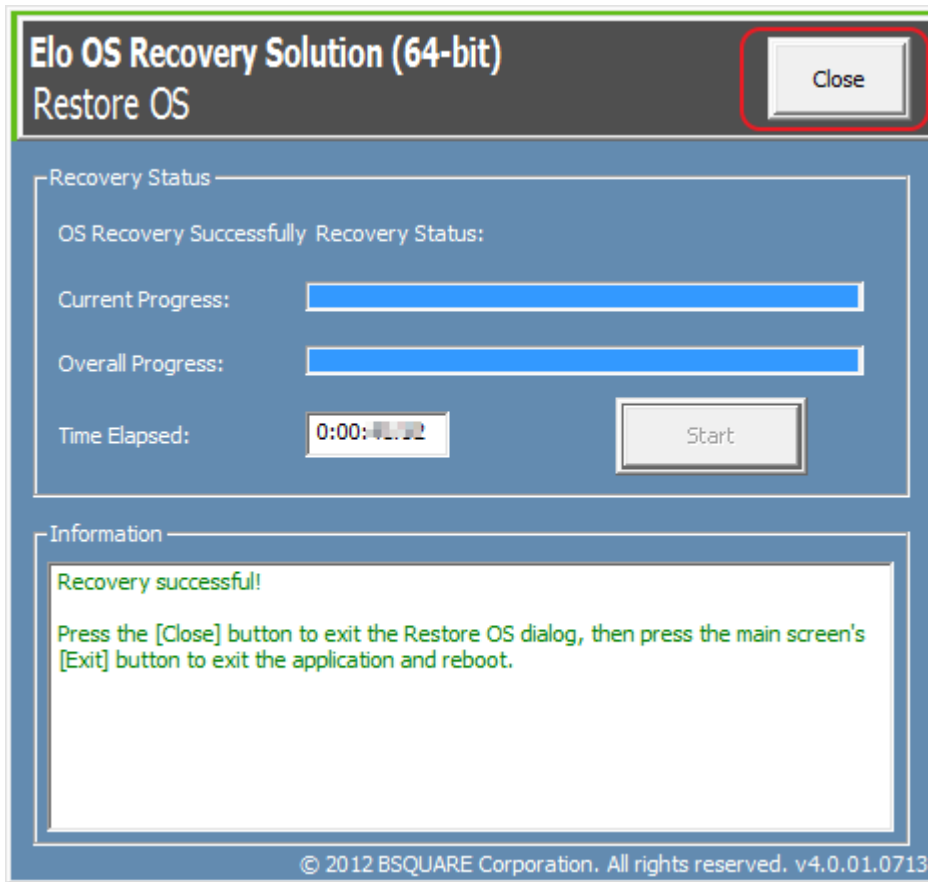 Elo OS Recovery Solution (64-bit)
Restore OS
Close
Recovery Status
OS Recovery Successfully Recovery Status:
Current Progress:
Overall Progress:
Time Elapsed:
0:00:
Start
Information
Recovery successful!
Press the [Close] button to exit the Restore OS dialog, then press the main screen's
[Exit] button to exit the application and reboot.
© 2012 BSQUARE Corporation. All rights reserved. v4.0.01.0713